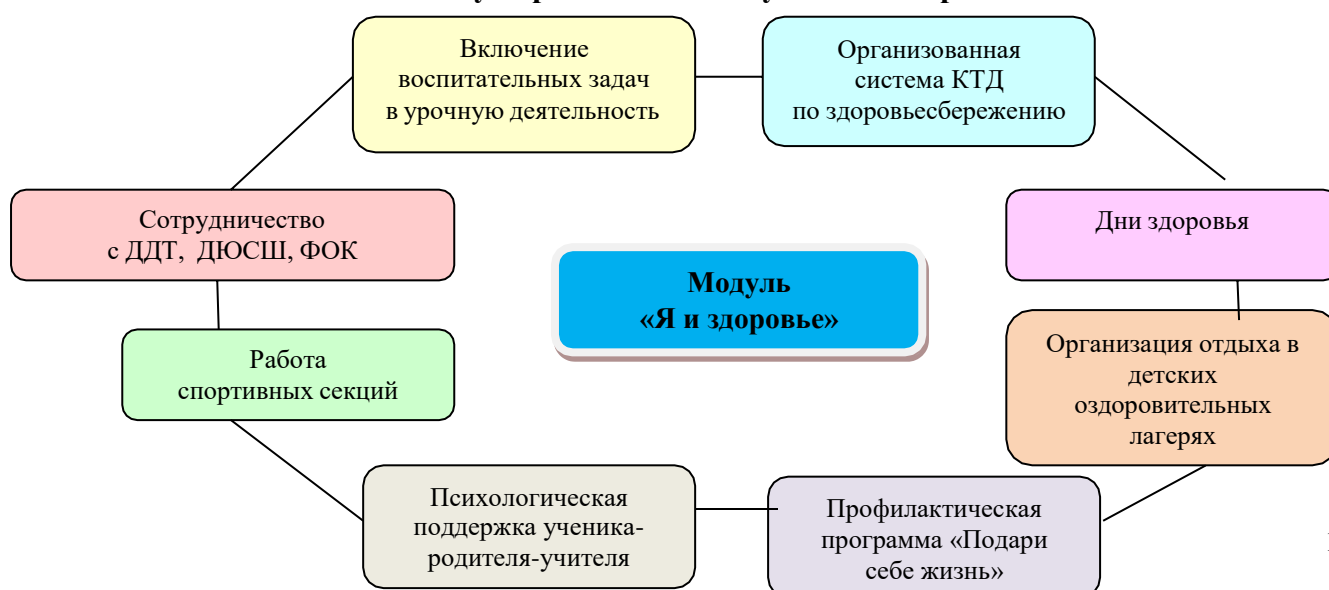 Включение
воспитательных задач
в урочную деятельность
Организованная
система КТД
по здоровьесбережению
Сотрудничество
с ДДТ, ДЮСШ, ФОК
Дни здоровья
Модуль
«Я и здоровье»
Работа
спортивных секций
Организация отдыха в
детских
оздоровительных
лагерях
Психологическая
поддержка ученика-
родителя-учителя
Профилактическая
программа «Подари
себе жизнь»